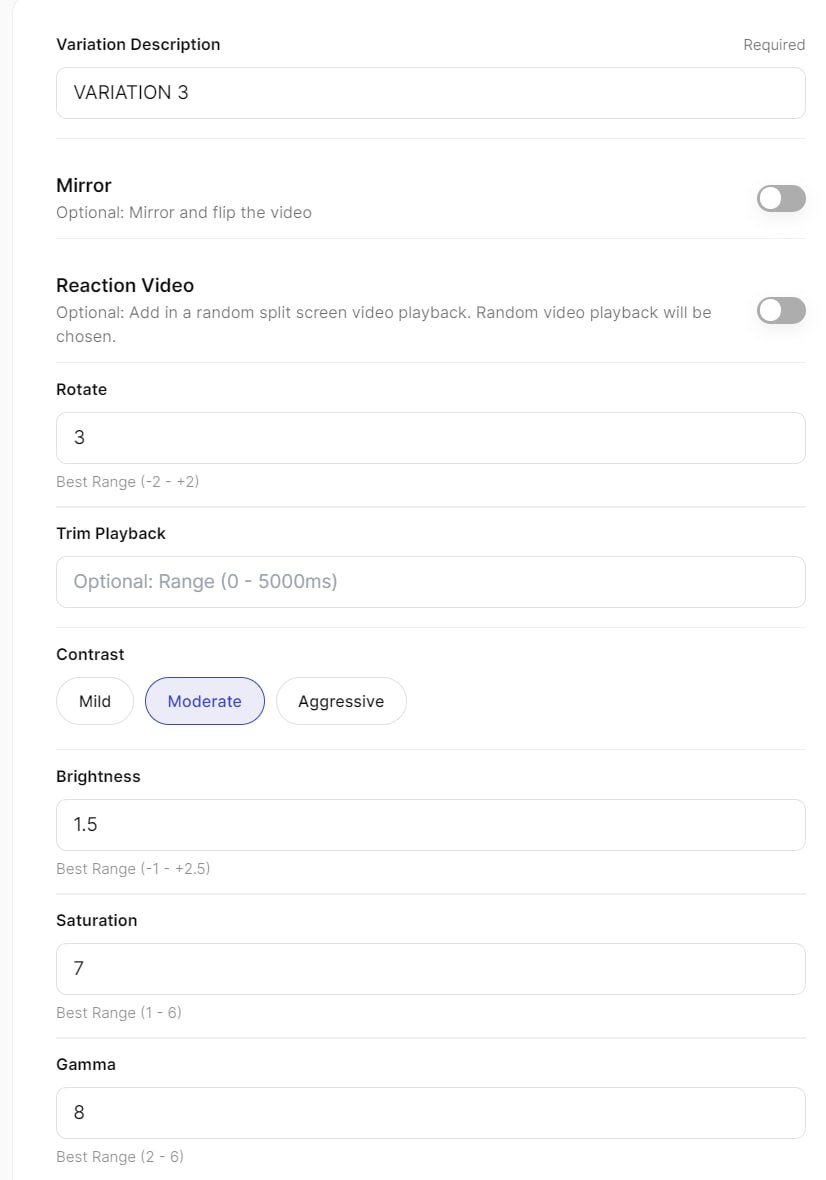 Variation Description
Required
VARIATION 3
Mirror
Optional: Mirror and flip the video
Reaction Video
Optional: Add in a random split screen video playback. Random video playback will be
chosen.
Rotate
3
Best Range (-2 - +2)
Trim Playback
Optional: Range (0 - 5000ms)
Contrast
Mild
Moderate
Aggressive
Brightness
1.5
Best Range (-1 - +2.5)
Saturation
7
Best Range (1 - 6)
Gamma
8
Best Range (2 - 6)